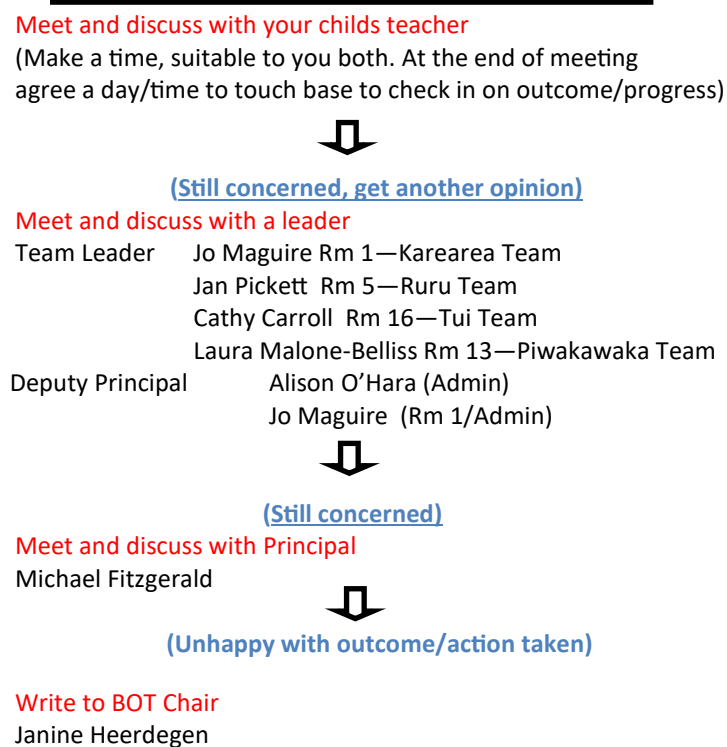 Meet and discuss with your childs teacher
(Make a time, suitable to you both. At the end of meeting
agree a day/time to touch base to check in on outcome/progress)
(Still concerned, get another opinion)
Meet and discuss with a leader
Team Leader Jo Maguire Rm 1—Karearea Team
Jan Pickett Rm 5—Ruru Team
Cathy Carroll Rm 16—Tui Team
Laura Malone-Belliss Rm 13—Piwakawaka Team
Deputy Principal Alison O’Hara (Admin)
Jo Maguire (Rm 1/Admin)
(Still concerned)
Meet and discuss with Principal
Michael Fitzgerald
(Unhappy with outcome/action taken)
Write to BOT Chair
Janine Heerdegen